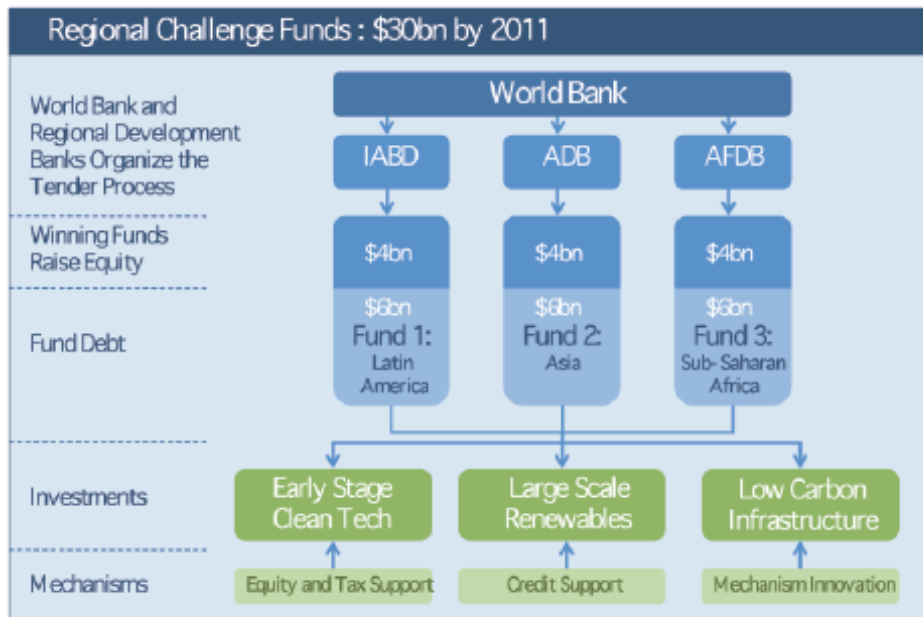 Regional Challenge Funds : $30bn by 2011
World Bank and
Regional Development
Banks Organize the
Tender Process
World Bank
IABD
ADB
AFDB
Winning Funds
Raise Equity
$4bn
$4bn
$4bn
Fund Debt
$6bn
Fund 1:
Latin
America
$6bn
Fund 2:
Asia
$6bn
Fund 3:
Sub-Saharan
Africa
Investments
Early Stage
Clean Tech
Large Scale
Renewables
Low Carbon
Infrastructure
Mechanisms
Equity and Tax Support
Credit Support
Mechanism Innovation